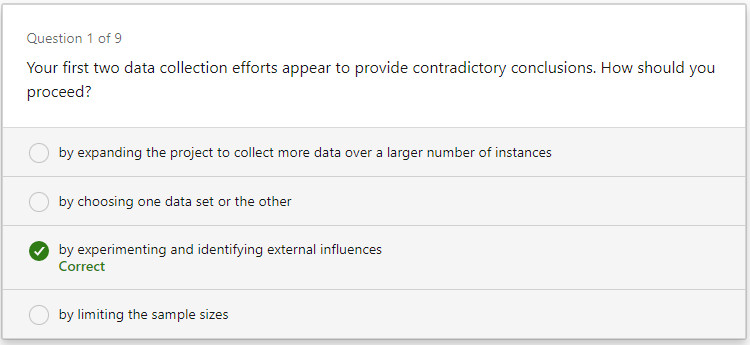 Question 1 of 9
Your first two data collection efforts appear to provide contradictory conclusions. How should you
proceed?
by expanding the project to collect more data over a larger number of instances
by choosing one data set or the other
by experimenting and identifying external influences
Correct
by limiting the sample sizes